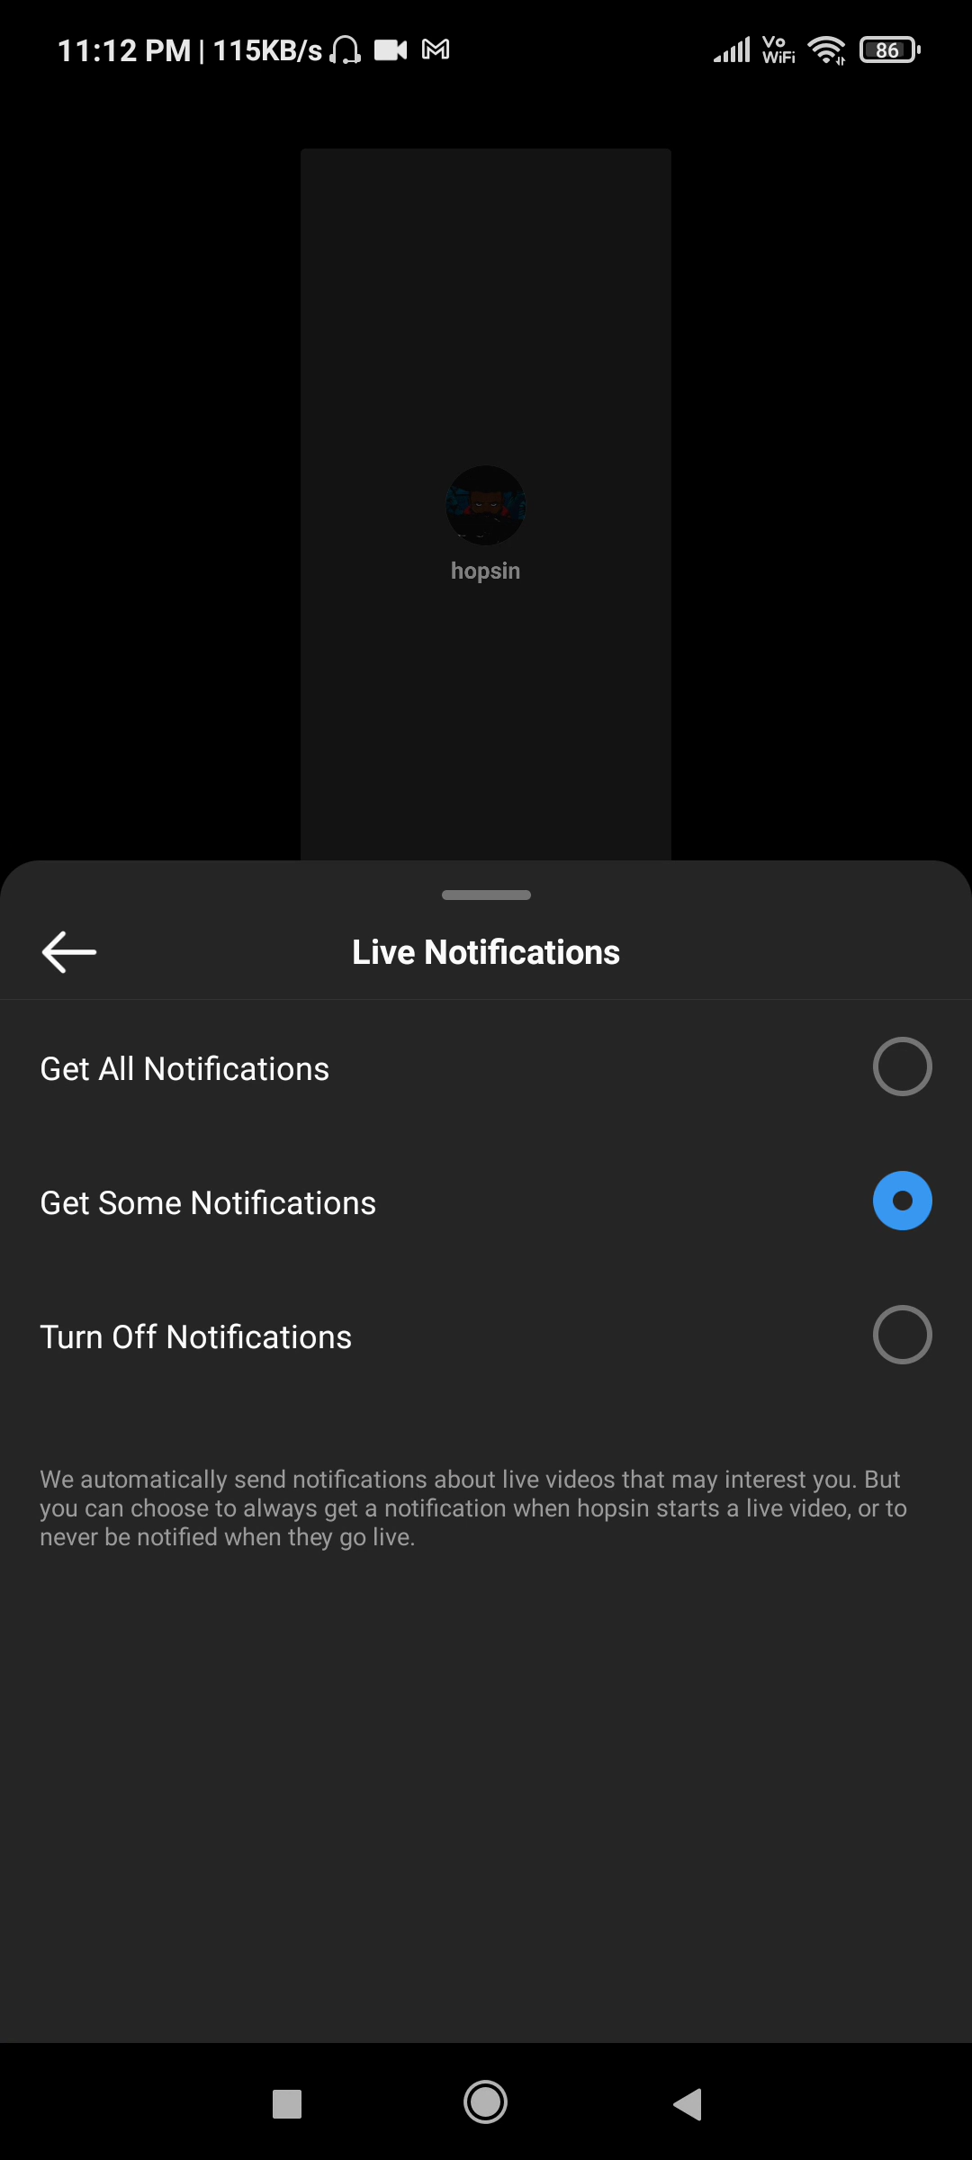 11:12 PM | 115KB/s Vo WiFi 86
hopsin
Live Notifications
Get All Notifications
Get Some Notifications
Turn Off Notifications
We automatically send notifications about live videos that may interest you. But
you can choose to always get a notification when hopsin starts a live video, or to
never be notified when they go live.